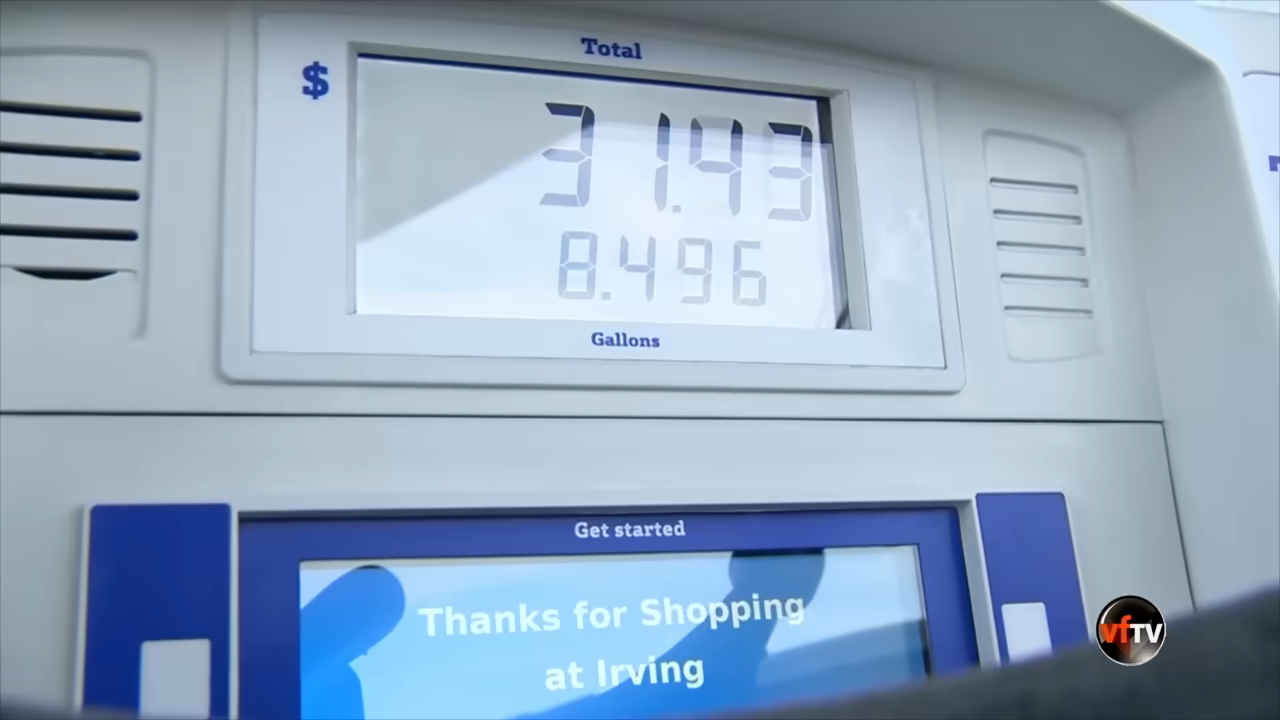 Total
$
31.43
8.496
Gallons
Get started
Thanks for Shopping
at Irving
vfTV